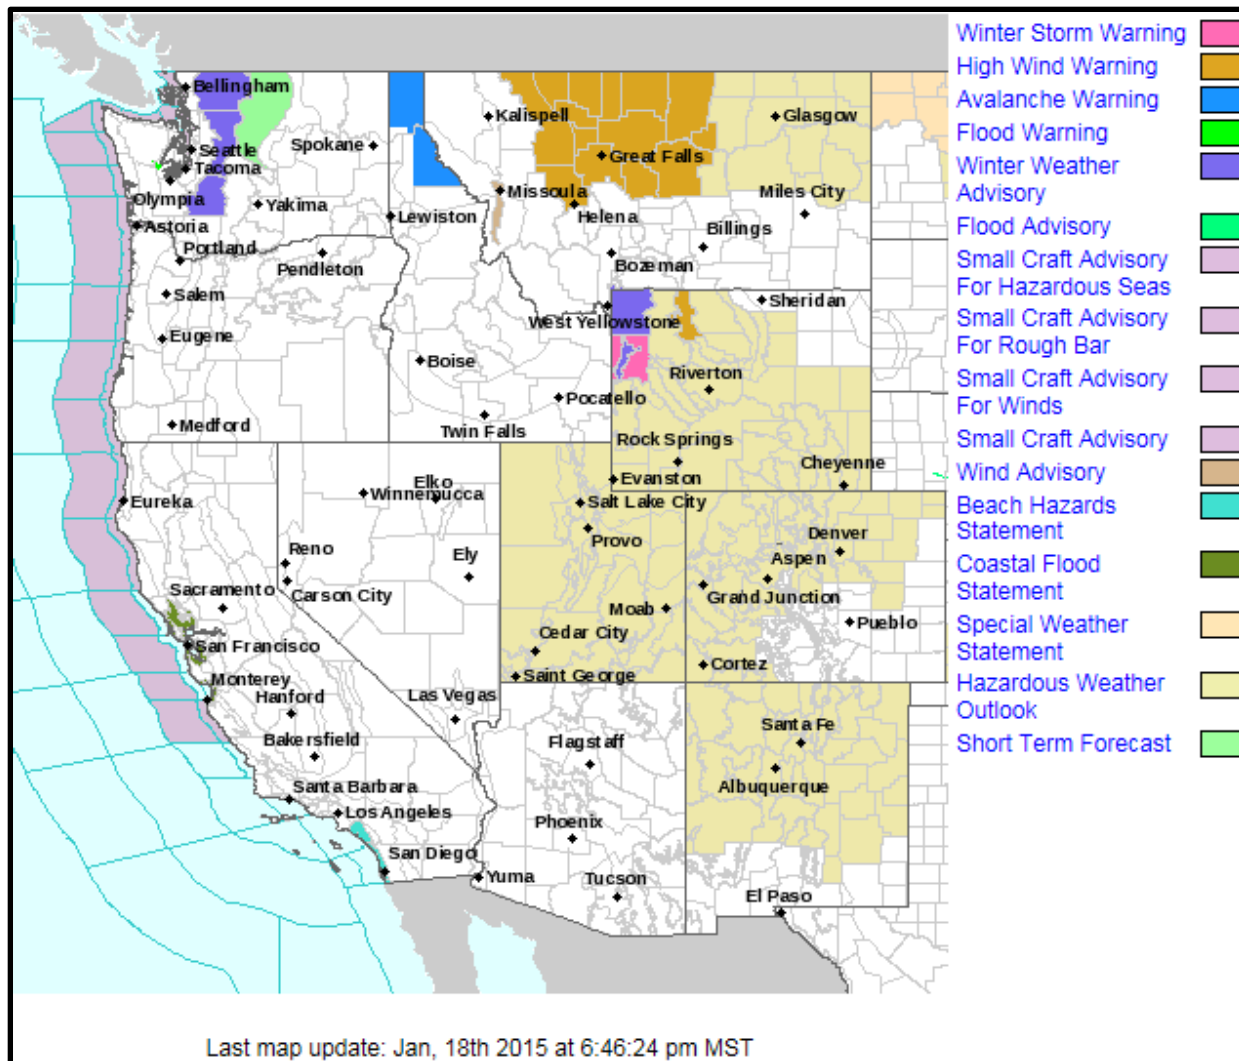 Bellingham
Kalispell
Glasgow
Seattle
Spokane
Great Falls
Tacoma
Olympia
Yakima
Lewiston
Missoula
Miles City
Helena
Astoria
Billings
Portland
Pendleton
Bozeman
Salem
Sheridan
West Yellowstone
Eugene
Boise
Riverton
Pocatello
Medford
Twin Falls
Rock Springs
Cheyenne
Evanston
Elko
Winnemucca
Eureka
Salt Lake City
Provo
Denver
Reno
Ely
Aspen
Sacramento
Carson City
Grand Junction
Moab
Pueblo
Cedar City
San Francisco
Cortez
Saint George
Monterey
Hanford
Las Vegas
Santa Fe
Bakersfield
Flagstaff
Albuquerque
Santa Barbara
Los Angeles
Phoenix
San Diego
Yuma
Tucson
El Paso
Winter Storm Warning
High Wind Warning
Avalanche Warning
Flood Warning
Winter Weather
Advisory
Flood Advisory
Small Craft Advisory
For Hazardous Seas
Small Craft Advisory
For Rough Bar
Small Craft Advisory
For Winds
Small Craft Advisory
Wind Advisory
Beach Hazards
Statement
Coastal Flood
Statement
Special Weather
Statement
Hazardous Weather
Outlook
Short Term Forecast
Last map update: Jan, 18th 2015 at 6:46:24 pm MST